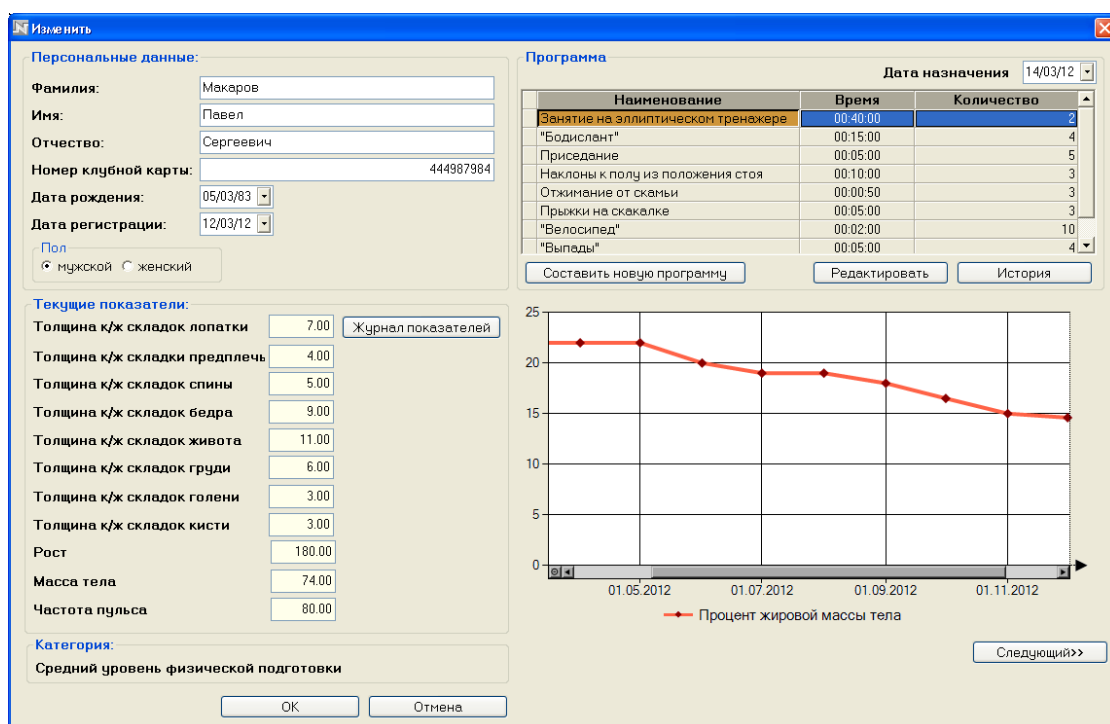 Изменить
Персональные данные:
Фамилия: Макаров
Имя: Павел
Отчество: Сергеевич
Номер клубной карты: 444987984
Дата рождения: 05/03/83
Дата регистрации: 12/03/12
Пол
мужской женский
Текущие показатели:
Толщина к/ж складок лопатки 7.00 Журнал показателей
Толщина к/ж складки предплечь 4.00
Толщина к/ж складок спины 5.00
Толщина к/ж складок бедра 9.00
Толщина к/ж складок живота 11.00
Толщина к/ж складок груди 6.00
Толщина к/ж складок голени 3.00
Толщина к/ж складок кисти 3.00
Рост 180.00
Масса тела 74.00
Частота пульса 80.00
Категория:
Средний уровень физической подготовки
OK Отмена
Программа
Дата назначения 14/03/12
Наименование Время Количество
Занятие на эллиптическом тренажере 00:40:00 2
"Бодислант" 00:15:00 4
Приседание 00:05:00 5
Наклоны к полу из положения стоя 00:10:00 3
Отжимание от скамьи 00:00:50 3
Прыжки на скакалке 00:05:00 3
"Велосипед" 00:02:00 10
"Выпады" 00:05:00 4
Составить новую программу Редактировать История
25
20
15
10
5
0
01.05.2012 01.07.2012 01.09.2012 01.11.2012
Процент жировой массы тела
Следующий>>